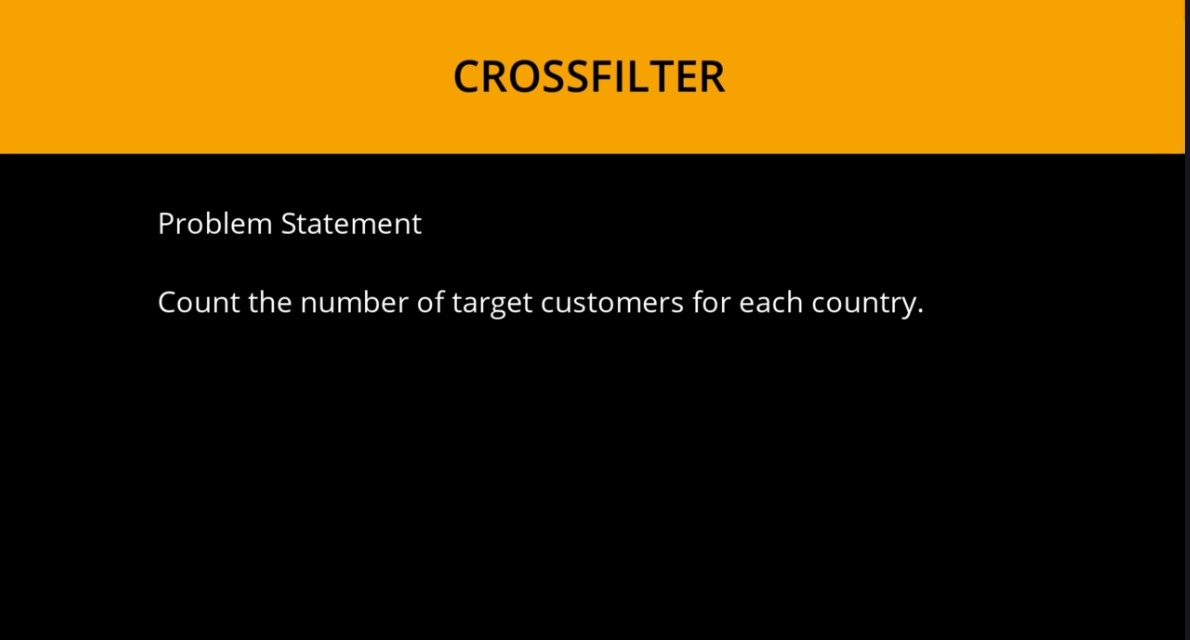 CROSSFILTER
Problem Statement
Count the number of target customers for each country.